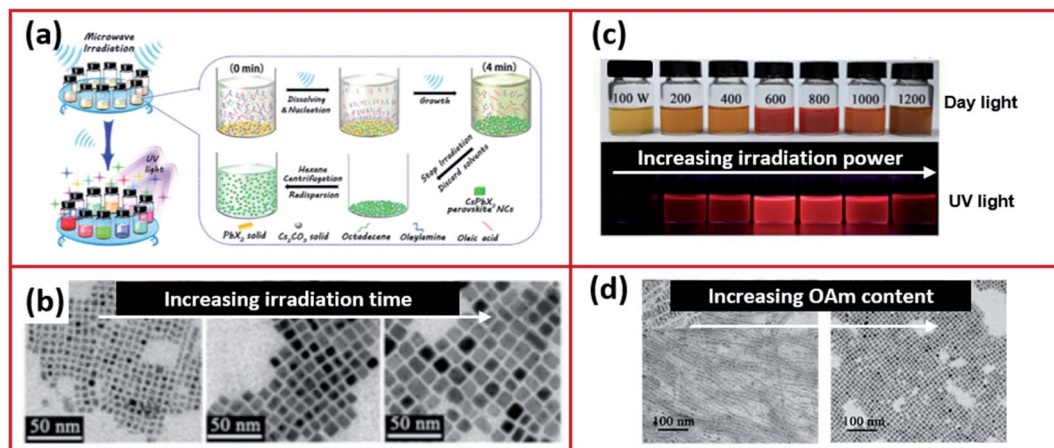 (a)
Microwave
Irradiation
UV
light
(0 min)
Dissolving
& Nucleation
Growth
(4 min)
Stop Irradiation
Discard solvents
Hexane
Centrifugation
Redispersion
CsPbX3
perovskite NCs
PbX2 solid
Cs2CO3 solid
Octadecene
Oleylamine
Oleic acid
(c)
100 W 200 400 600 800 1000 1200
Day light
Increasing irradiation power
UV light
(b)
Increasing irradiation time
50 nm
50 nm
50 nm
(d)
Increasing OAm content
100 nm
100 nm